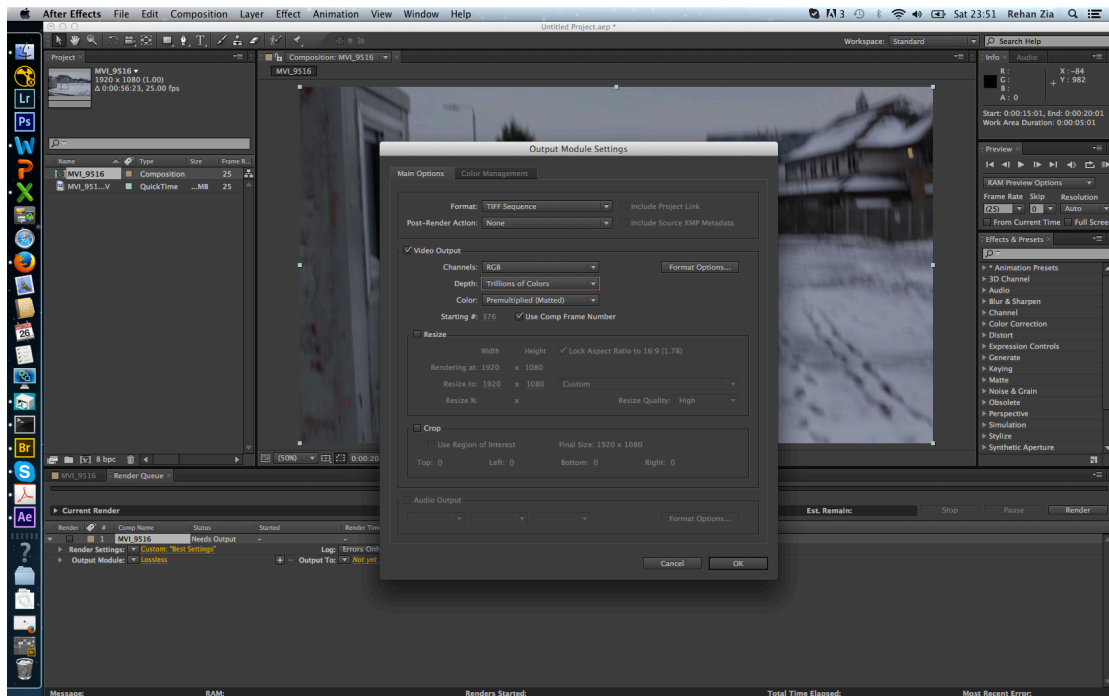 After Effects File Edit Composition Layer Effect Animation View Window Help 3 Sat 23:51 Rehan Zia
Untitled Project.aep *
Workspace: Standard Search Help
Project
MVI_9516
1920 x 1080 (1.00)
Δ 0:00:56:23, 25.00 fps
Name Type Size Frame R...
MVI_9516 Composition 25
MVI_951...V QuickTime ...MB 25
8 bpc
Composition: MVI_9516
MVI_9516
(50%) 0:00:20
Info Audio
R: X: -84
G: Y: 982
B:
A: 0
Start: 0:00:15:01, End: 0:00:20:01
Work Area Duration: 0:00:05:01
Preview
RAM Preview Options
Frame Rate Skip Resolution
(25) 0 Auto
From Current Time Full Scree
Effects & Presets
* Animation Presets
3D Channel
Audio
Blur & Sharpen
Channel
Color Correction
Distort
Expression Controls
Generate
Keying
Matte
Noise & Grain
Obsolete
Perspective
Simulation
Stylize
Synthetic Aperture
Output Module Settings
Main Options Color Management
Format: TIFF Sequence Include Project Link
Post-Render Action: None Include Source XMP Metadata
Video Output
Channels: RGB Format Options...
Depth: Trillions of Colors
Color: Premultiplied (Matted)
Starting #: 376 Use Comp Frame Number
Resize
Width Height Lock Aspect Ratio to 16:9 (1.78)
Rendering at: 1920 x 1080
Resize to: 1920 x 1080 Custom
Resize %: x Resize Quality: High
Crop
Use Region of Interest Final Size: 1920 x 1080
Top: 0 Left: 0 Bottom: 0 Right: 0
Audio Output
Format Options...
Cancel OK
MVI_9516 Render Queue
Current Render Est. Remain: Stop Pause Render
Render # Comp Name Status Started Render Tim
1 MVI_9516 Needs Output - -
Render Settings: Custom: "Best Settings" Log: Errors Onl
Output Module: Lossless Output To: Not yet
Message: RAM: Renders Started: Total Time Elapsed: Most Recent Error:
Lr
Ps
26
Br
Ae